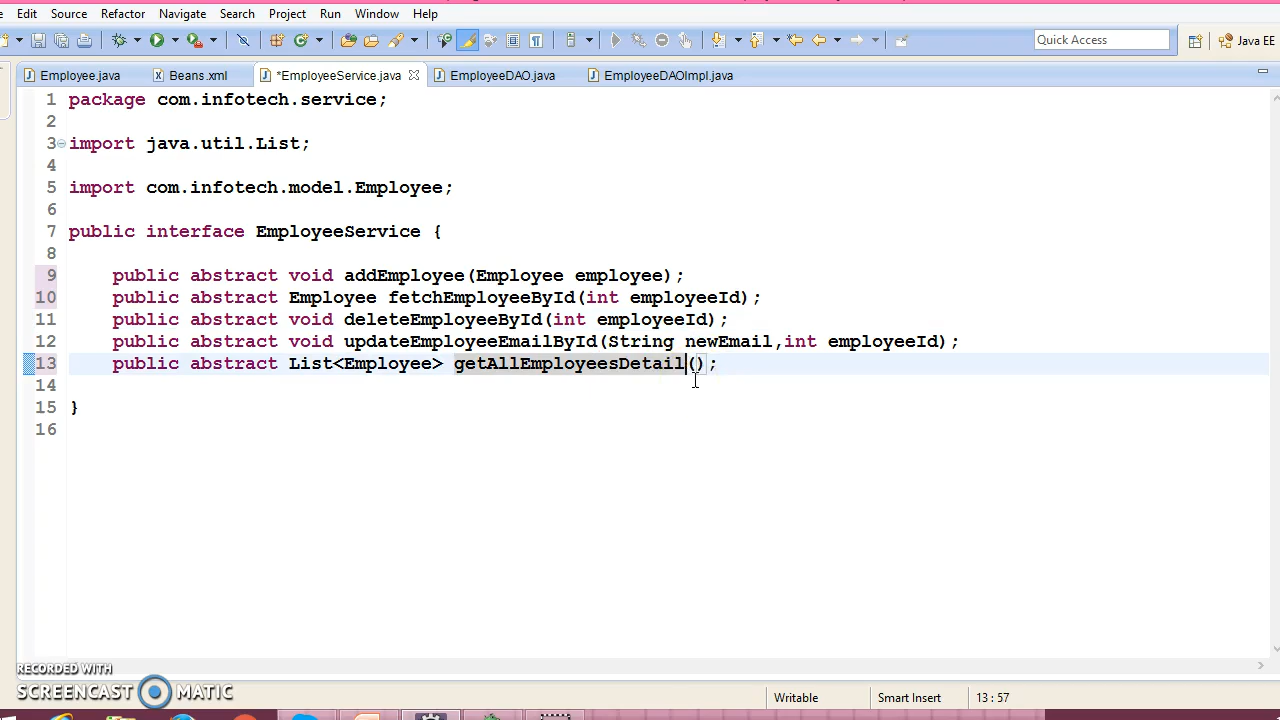 Edit Source Refactor Navigate Search Project Run Window Help
Quick Access Java EE
Employee.java Beans.xml *EmployeeService.java EmployeeDAO.java EmployeeDAOImpl.java
1 package com.infotech.service;
2
3 import java.util.List;
4
5 import com.infotech.model.Employee;
6
7 public interface EmployeeService {
8
9 public abstract void addEmployee(Employee employee);
10 public abstract Employee fetchEmployeeById(int employeeId);
11 public abstract void deleteEmployeeById(int employeeId);
12 public abstract void updateEmployeeEmailById(String newEmail,int employeeId);
13 public abstract List<Employee> getAllEmployeesDetail();
14
15 }
16
RECORDED WITH
SCREENCAST MATIC
Writable Smart Insert 13 : 57